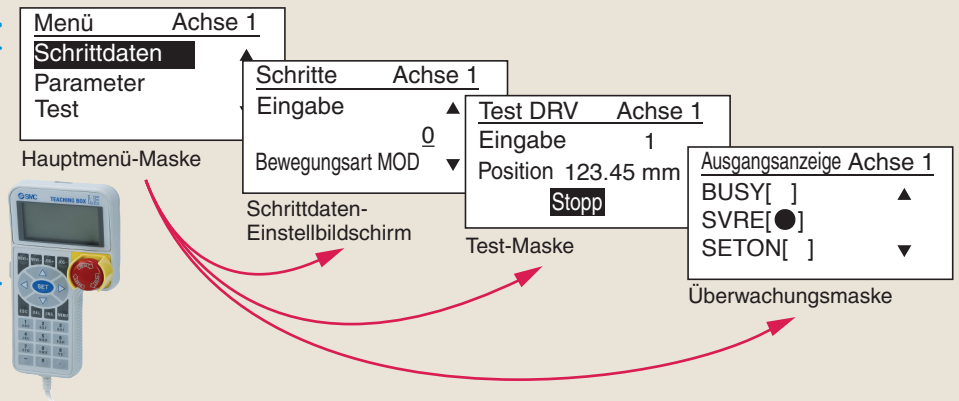 Menü Achse 1
Schrittdaten
Parameter
Test
Hauptmenü-Maske
Schritte Achse 1
Eingabe
0
Bewegungsart MOD
Schrittdaten-
Einstellbildschirm
Test DRV Achse 1
Eingabe 1
Position 123.45 mm
Stopp
Test-Maske
Ausgangsanzeige Achse 1
BUSY[ ]
SVRE[●]
SETON[ ]
Überwachungsmaske
SMC TEACHING BOX LE
SET